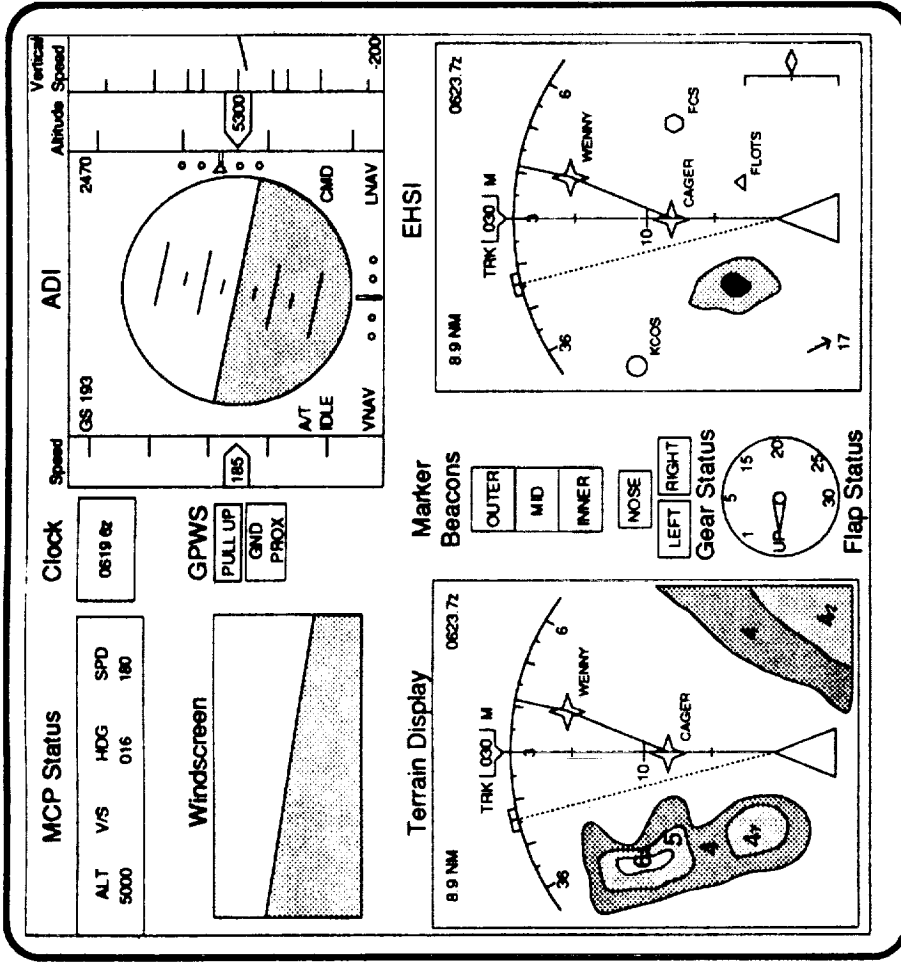 MCP Status
ALT V/S HDG SPD
5000 016 180
Clock
0619 6z
Windscreen
GPWS
PULL UP
GND
PROX
Speed
185
ADI
GS 193
2470
A/T
IDLE
CMD
VNAV
LNAV
Altitude
5300
Vertical
Speed
-200
Terrain Display
8.9 NM
TRK 030 M
0623.7z
36
3
6
WENNY
10
CAGER
5
4
4
Marker
Beacons
OUTER
MID
INNER
NOSE
LEFT RIGHT
Gear Status
UP
1
5
15
20
25
30
Flap Status
EHSI
8.9 NM
TRK 030 M
0623.7z
36
3
6
WENNY
KCOS
10
CAGER
FCS
FLOTS
17